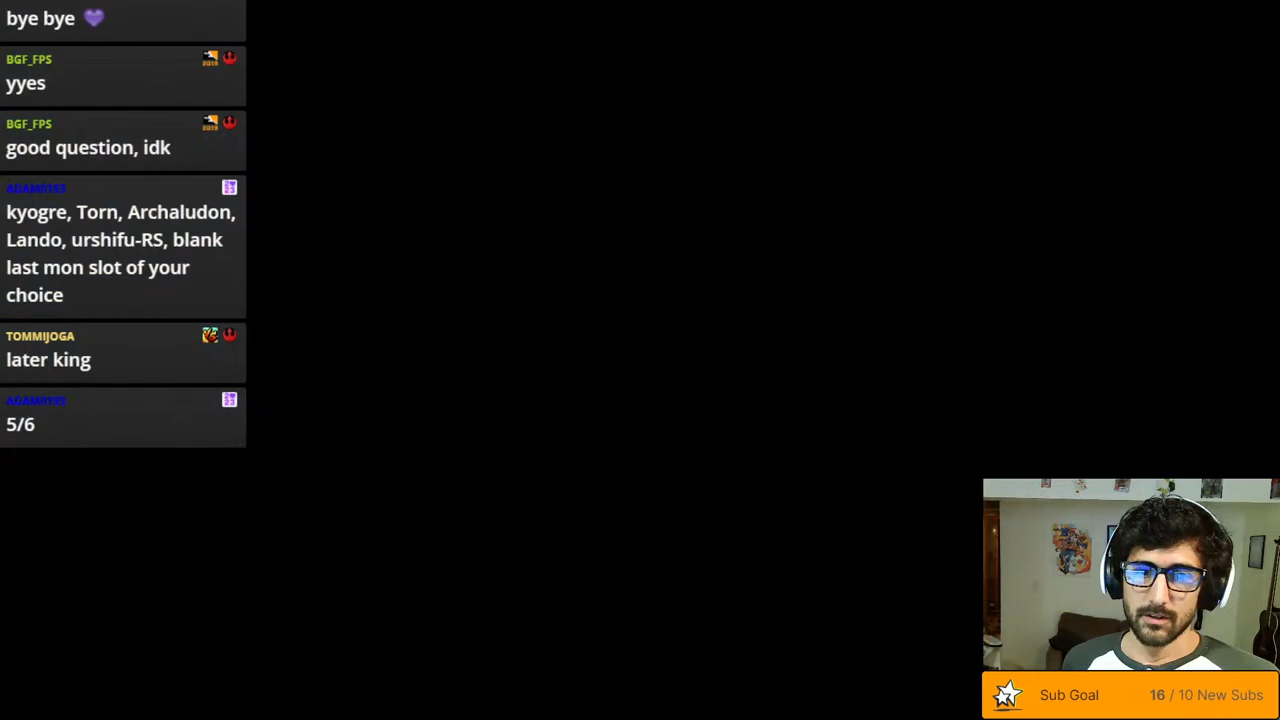 bye bye
BGF_FPS
yyes
BGF_FPS
good question, idk
kyogre, Torn, Archaludon,
Lando, urshifu-RS, blank
last mon slot of your
choice
TOMMIJOGA
later king
5/6
Sub Goal
16 / 10 New Subs